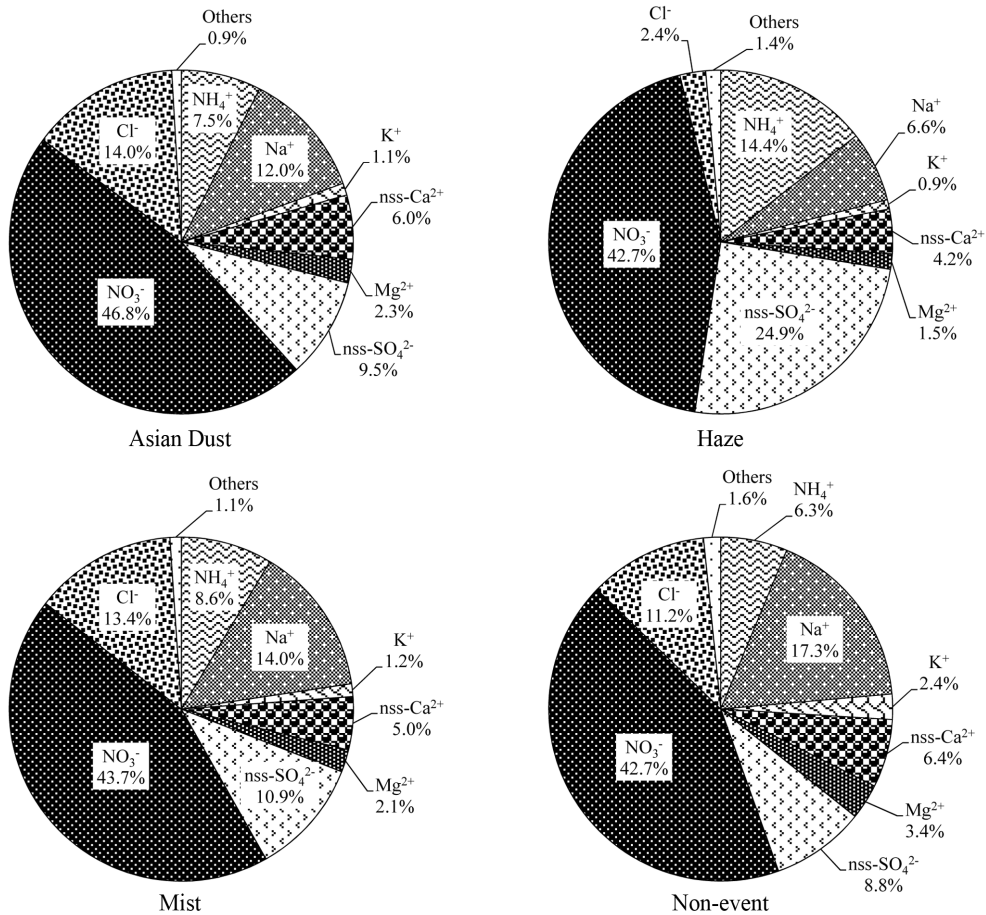 Others
0.9%
NH₄⁺
7.5%
Na⁺
12.0%
K⁺
1.1%
nss-Ca²⁺
6.0%
Mg²⁺
2.3%
nss-SO₄²⁻
9.5%
NO₃⁻
46.8%
Cl⁻
14.0%
Asian Dust
Cl⁻
2.4%
Others
1.4%
NH₄⁺
14.4%
Na⁺
6.6%
K⁺
0.9%
nss-Ca²⁺
4.2%
Mg²⁺
1.5%
nss-SO₄²⁻
24.9%
NO₃⁻
42.7%
Haze
Others
1.1%
NH₄⁺
8.6%
Na⁺
14.0%
K⁺
1.2%
nss-Ca²⁺
5.0%
Mg²⁺
2.1%
nss-SO₄²⁻
10.9%
NO₃⁻
43.7%
Cl⁻
13.4%
Mist
Others
1.6%
NH₄⁺
6.3%
Na⁺
17.3%
K⁺
2.4%
nss-Ca²⁺
6.4%
Mg²⁺
3.4%
nss-SO₄²⁻
8.8%
NO₃⁻
42.7%
Cl⁻
11.2%
Non-event